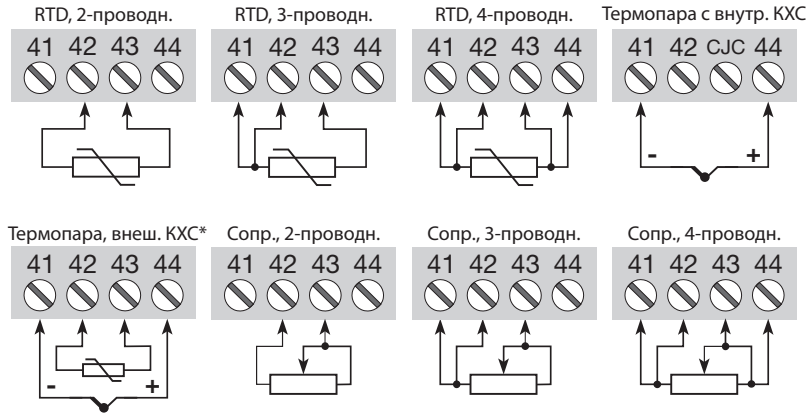 RTD, 2-проводн.
RTD, 3-проводн.
RTD, 4-проводн.
Термопара с внутр. КХС
41 42 43 44
41 42 43 44
41 42 43 44
41 42 CJC 44
- +
Термопара, внеш. КХС*
Сопр., 2-проводн.
Сопр., 3-проводн.
Сопр., 4-проводн.
41 42 43 44
41 42 43 44
41 42 43 44
41 42 43 44
- +